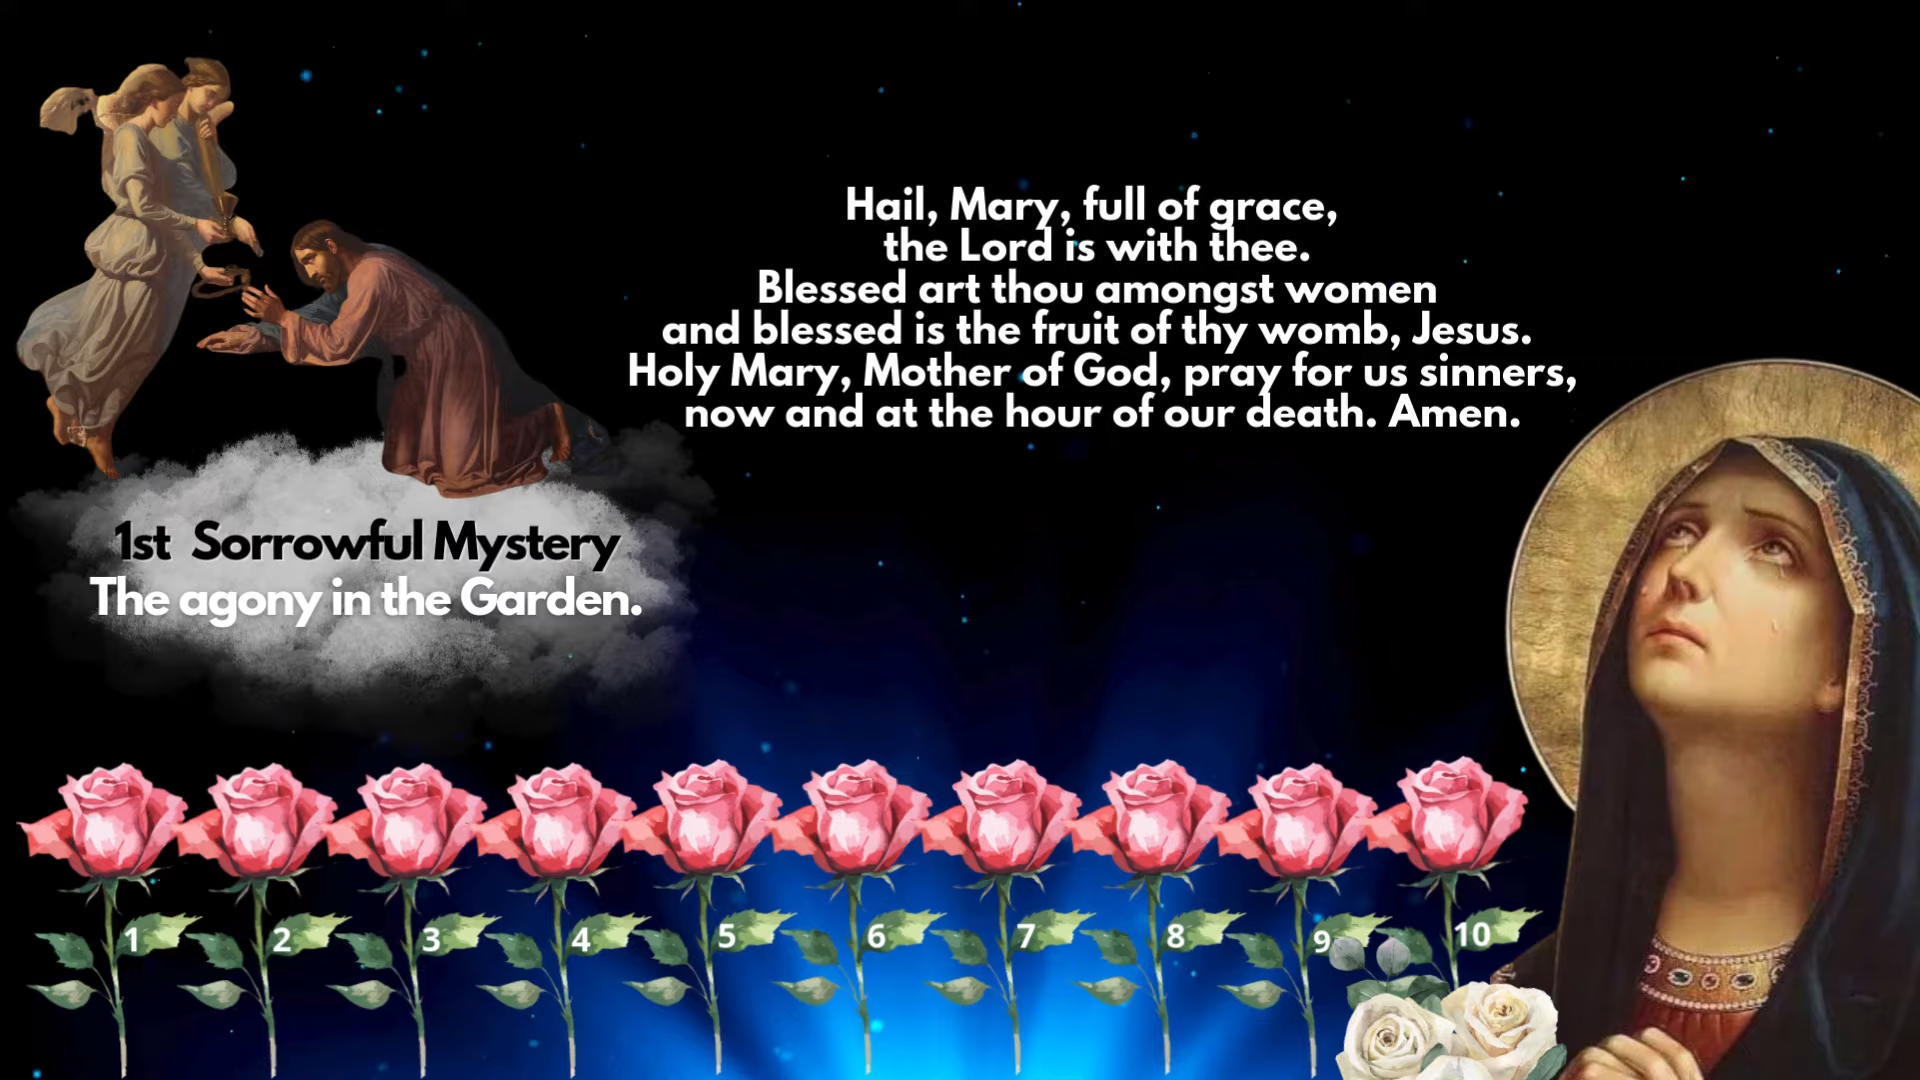 Hail, Mary, full of grace,
the Lord is with thee.
Blessed art thou amongst women
and blessed is the fruit of thy womb, Jesus.
Holy Mary, Mother of God, pray for us sinners,
now and at the hour of our death. Amen.
1st Sorrowful Mystery
The agony in the Garden.
1 2 3 4 5 6 7 8 9 10